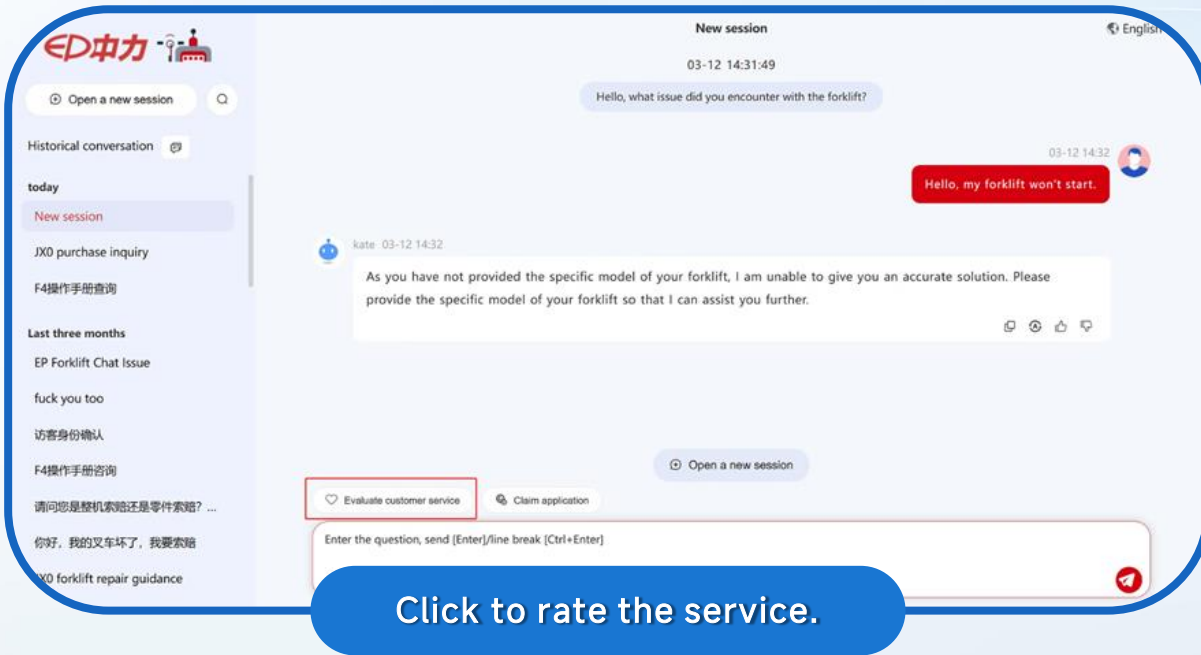 EP中力
Open a new session
Historical conversation
today
New session
JX0 purchase inquiry
F4操作手册查询
Last three months
EP Forklift Chat Issue
fuck you too
访客身份确认
F4操作手册咨询
请问您是整机索赔还是零件索赔？...
你好，我的叉车坏了，我要索赔
JX0 forklift repair guidance
New session
English
03-12 14:31:49
Hello, what issue did you encounter with the forklift?
03-12 14:32
Hello, my forklift won't start.
kate 03-12 14:32
As you have not provided the specific model of your forklift, I am unable to give you an accurate solution. Please
provide the specific model of your forklift so that I can assist you further.
Open a new session
Evaluate customer service
Claim application
Enter the question, send [Enter]/line break [Ctrl+Enter]
Click to rate the service.